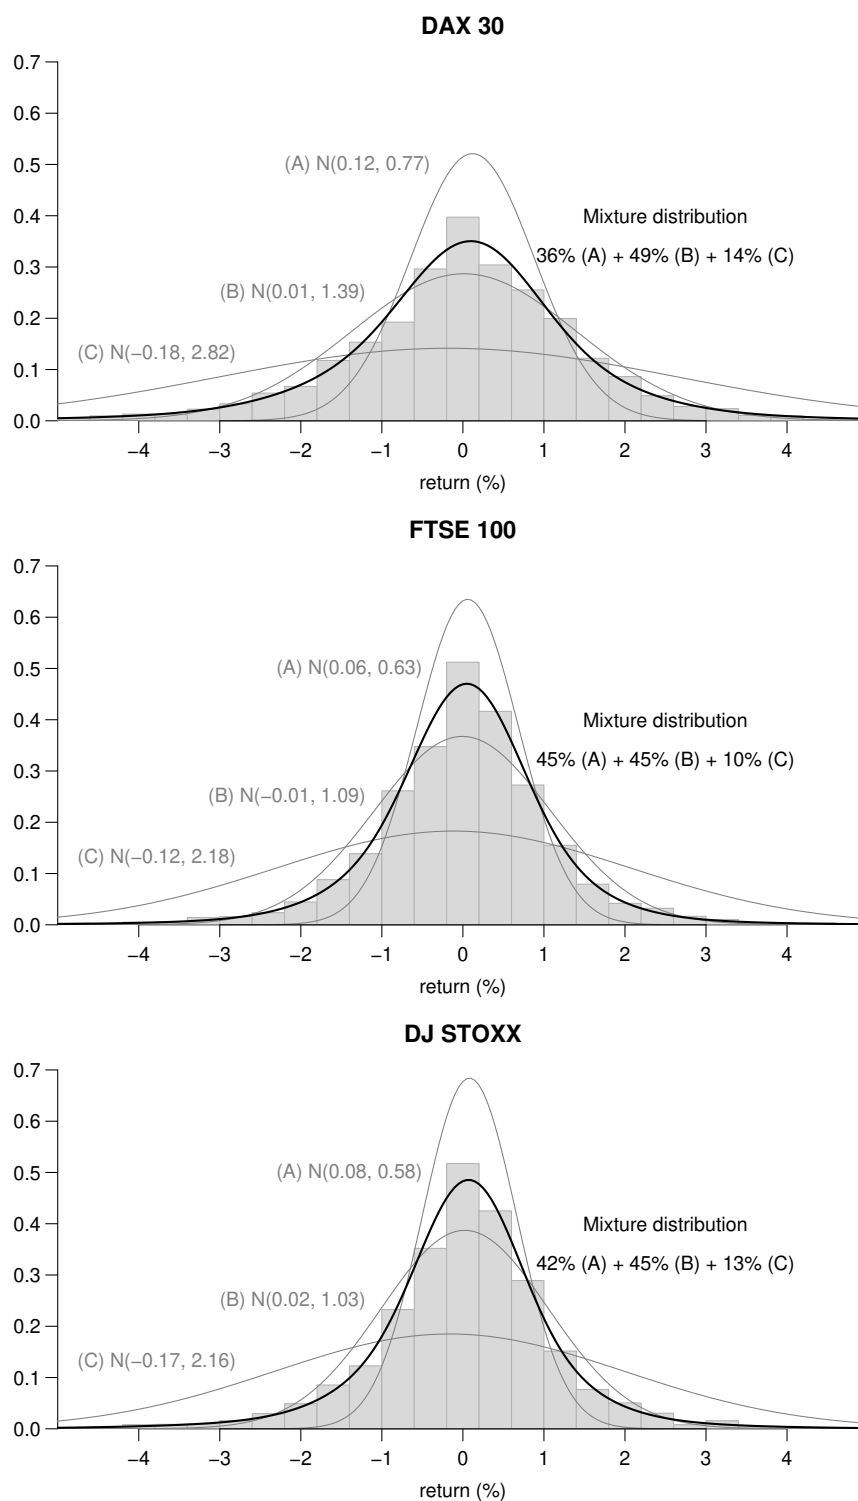 DAX 30
0.7
0.6
0.5
(A) N(0.12, 0.77)
0.4
Mixture distribution
0.3
36% (A) + 49% (B) + 14% (C)
(B) N(0.01, 1.39)
0.2
(C) N(−0.18, 2.82)
0.1
0.0
−4 −3 −2 −1 0 1 2 3 4
return (%)
FTSE 100
0.7
0.6
0.5
(A) N(0.06, 0.63)
0.4
Mixture distribution
0.3
45% (A) + 45% (B) + 10% (C)
(B) N(−0.01, 1.09)
0.2
(C) N(−0.12, 2.18)
0.1
0.0
−4 −3 −2 −1 0 1 2 3 4
return (%)
DJ STOXX
0.7
0.6
0.5
(A) N(0.08, 0.58)
0.4
Mixture distribution
0.3
42% (A) + 45% (B) + 13% (C)
(B) N(0.02, 1.03)
0.2
(C) N(−0.17, 2.16)
0.1
0.0
−4 −3 −2 −1 0 1 2 3 4
return (%)